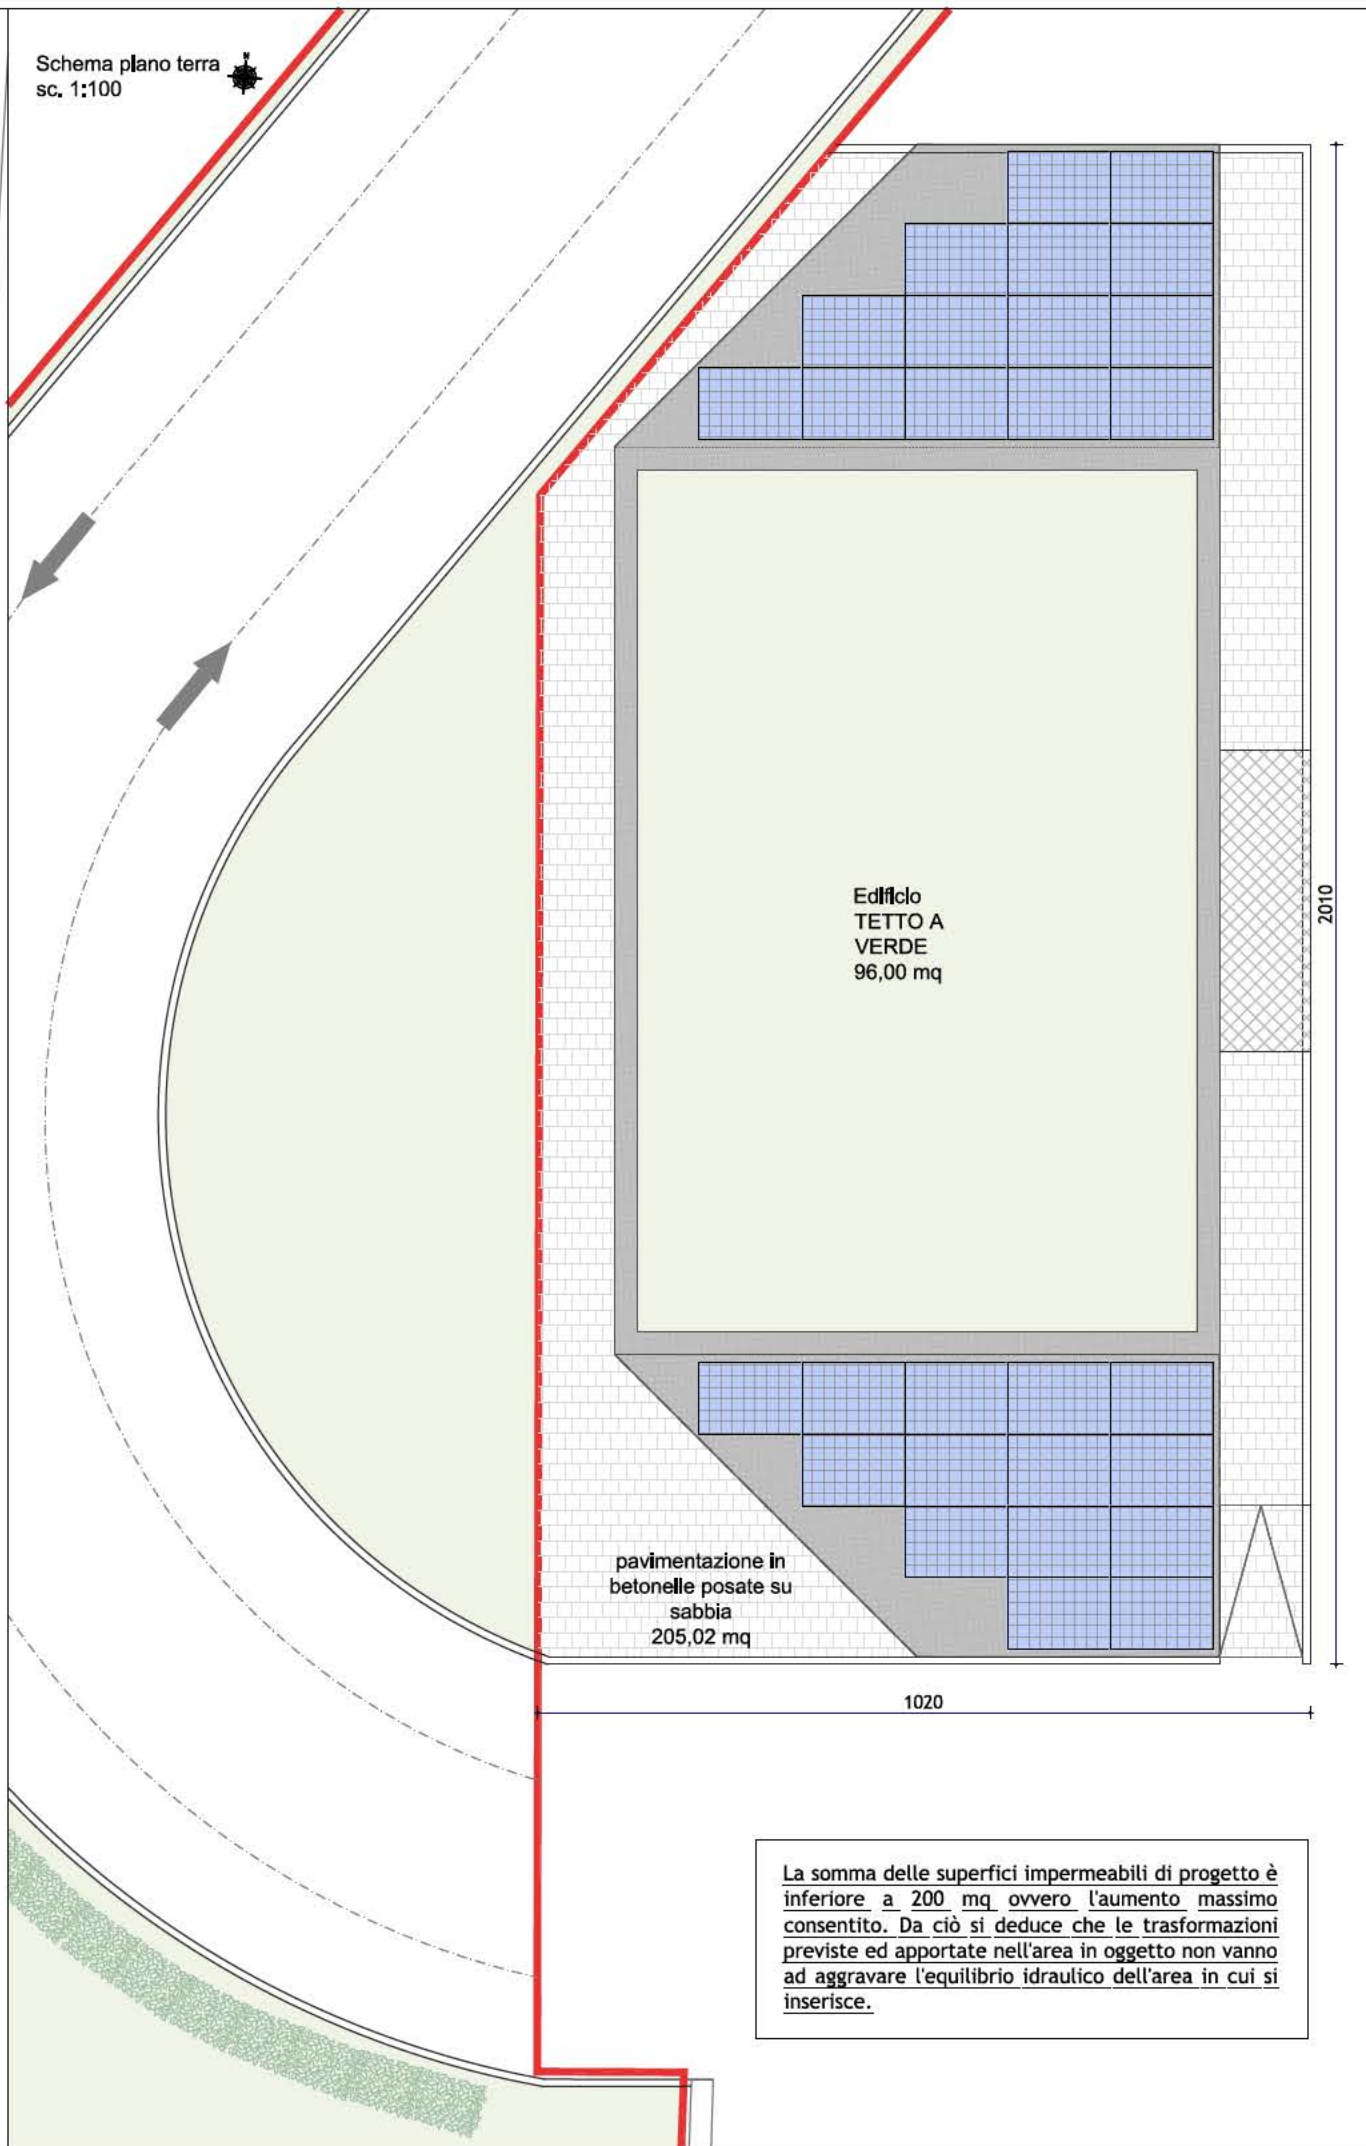 Schema piano terra
sc. 1:100
N
Edificio
TETTO A
VERDE
96,00 mq
2010
pavimentazione in
betonelle posate su
sabbia
205,02 mq
1020
La somma delle superfici impermeabili di progetto è
inferiore a 200 mq ovvero l'aumento massimo
consentito. Da ciò si deduce che le trasformazioni
previste ed apportate nell'area in oggetto non vanno
ad aggravare l'equilibrio idraulico dell'area in cui si
inserisce.